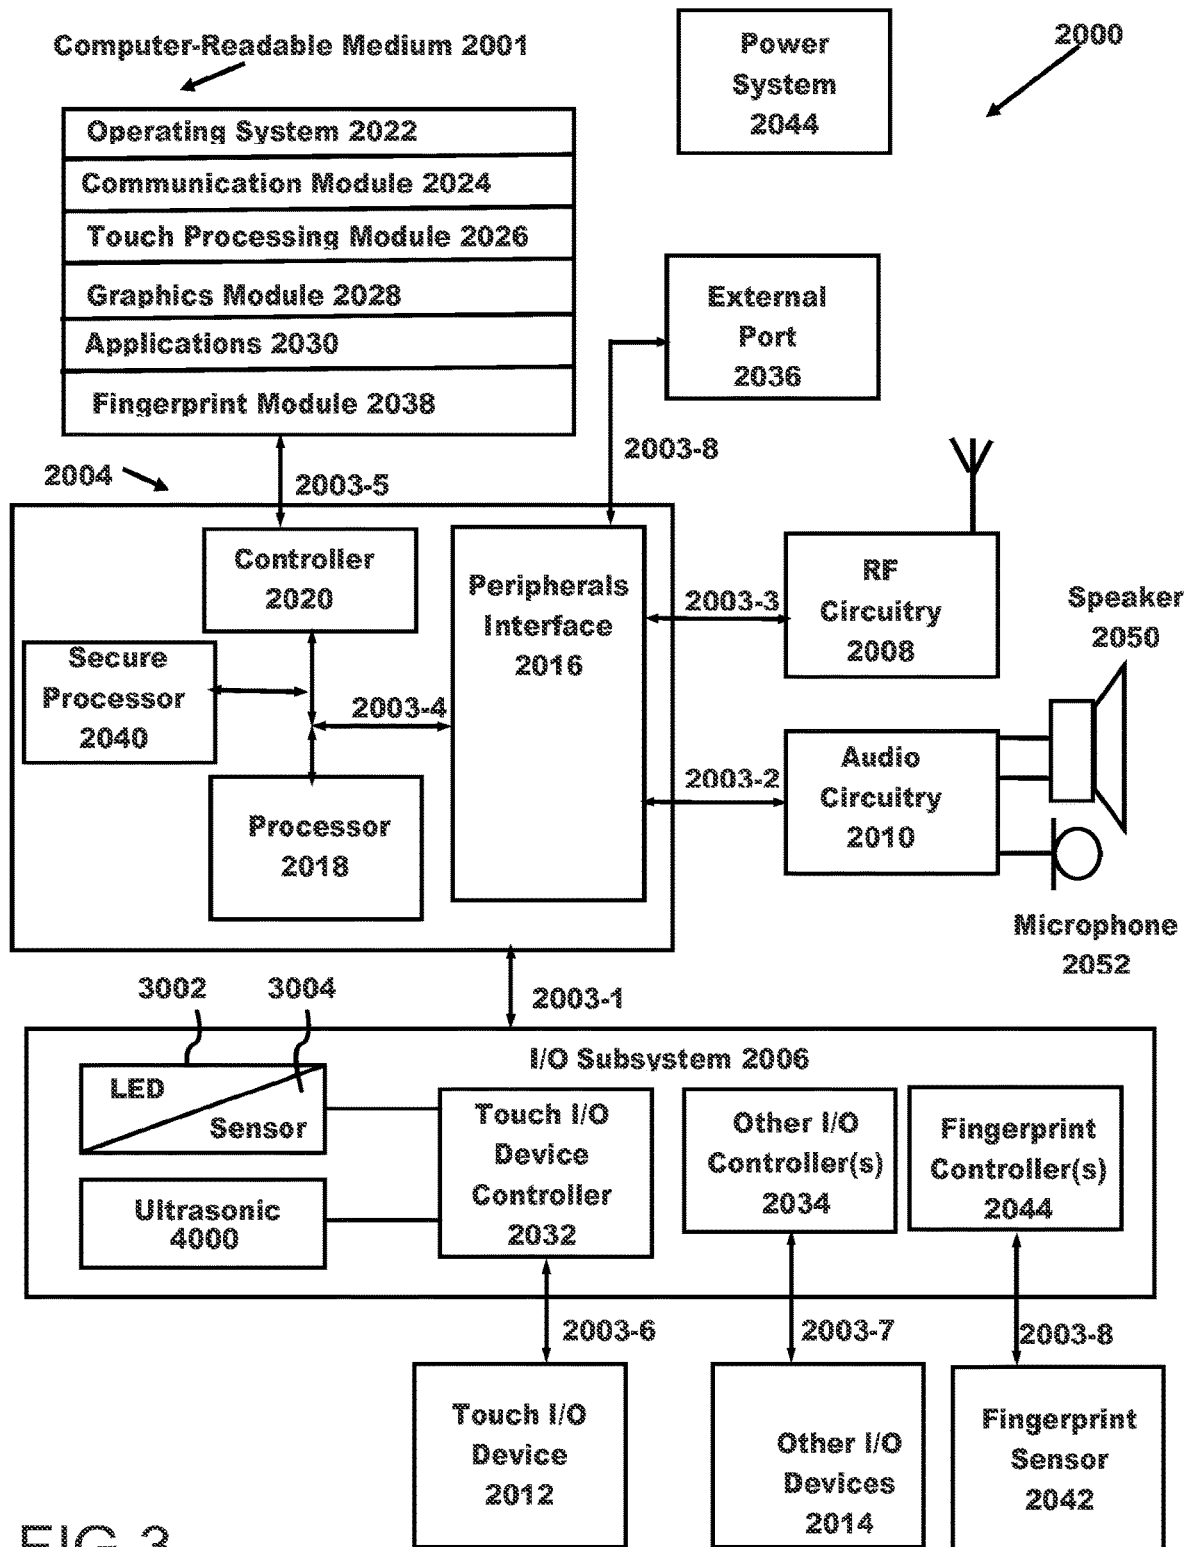 Computer-Readable Medium 2001
Power
System
2044
2000
Operating System 2022
Communication Module 2024
Touch Processing Module 2026
Graphics Module 2028
Applications 2030
Fingerprint Module 2038
External
Port
2036
2003-8
2004
2003-5
Controller
2020
Peripherals
Interface
2016
2003-3
RF
Circuitry
2008
Speaker
2050
Secure
Processor
2040
2003-4
Processor
2018
2003-2
Audio
Circuitry
2010
Microphone
2052
3002
3004
2003-1
I/O Subsystem 2006
LED
Sensor
Ultrasonic
4000
Touch I/O
Device
Controller
2032
Other I/O
Controller(s)
2034
Fingerprint
Controller(s)
2044
2003-6
2003-7
2003-8
Touch I/O
Device
2012
Other I/O
Devices
2014
Fingerprint
Sensor
2042
FIG 3